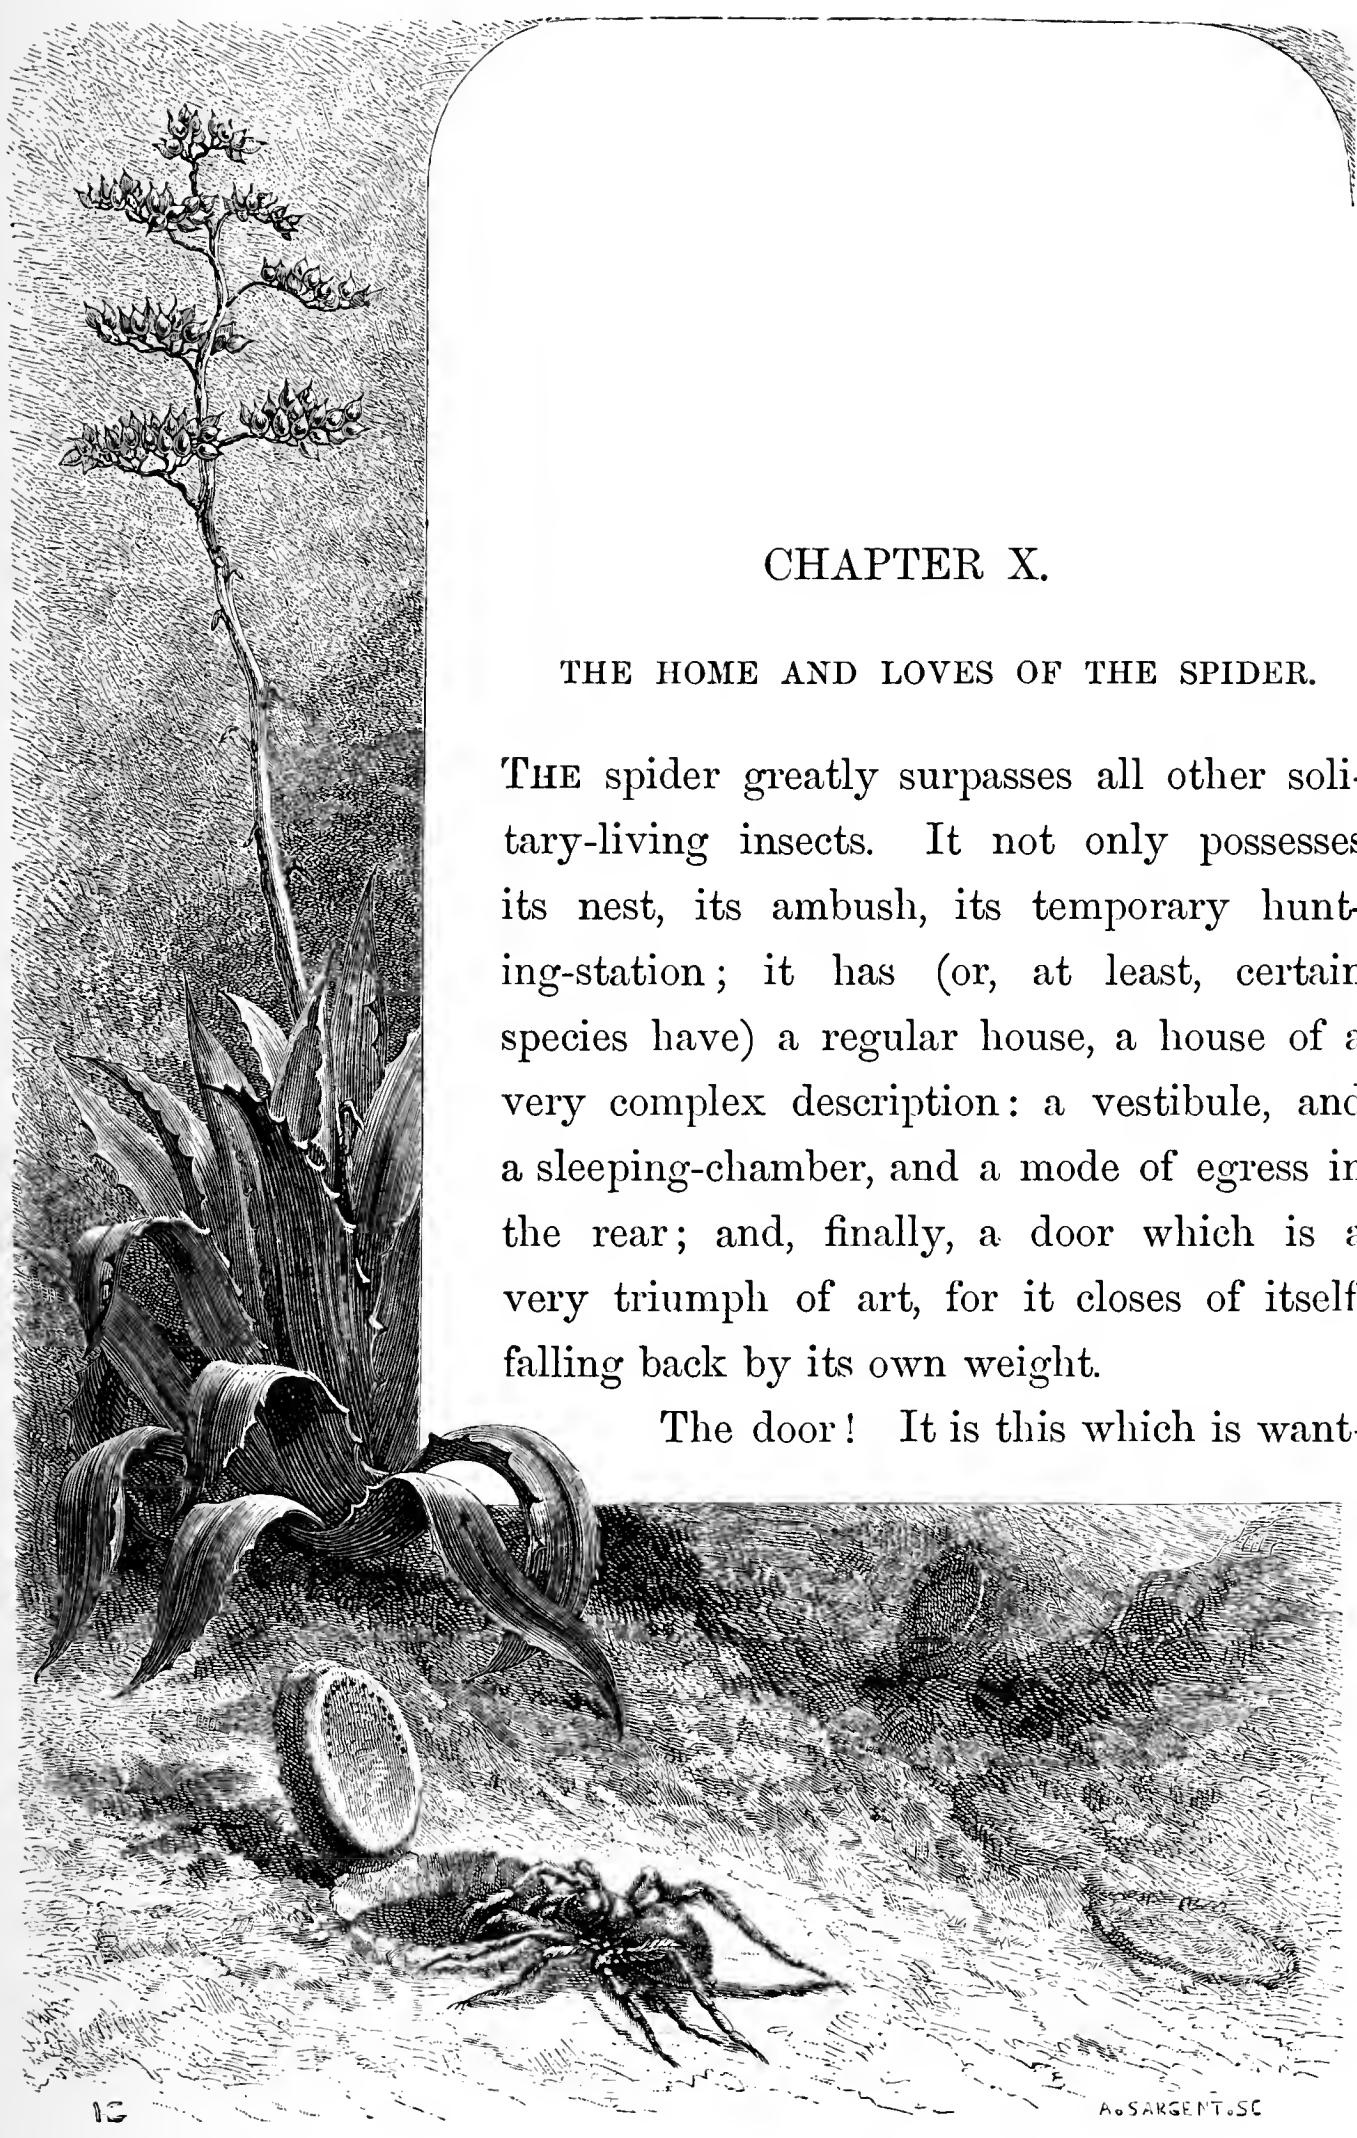 CHAPTER X.
THE HOME AND LOVES OF THE SPIDER.
THE spider greatly surpasses all other soli-
tary-living insects. It not only possesses
its nest, its ambush, its temporary hunt-
ing-station; it has (or, at least, certain
species have) a regular house, a house of a
very complex description: a vestibule, and
a sleeping-chamber, and a mode of egress in
the rear; and, finally, a door which is a
very triumph of art, for it closes of itself
falling back by its own weight.
The door! It is this which is want-
A. SARGENT. SC